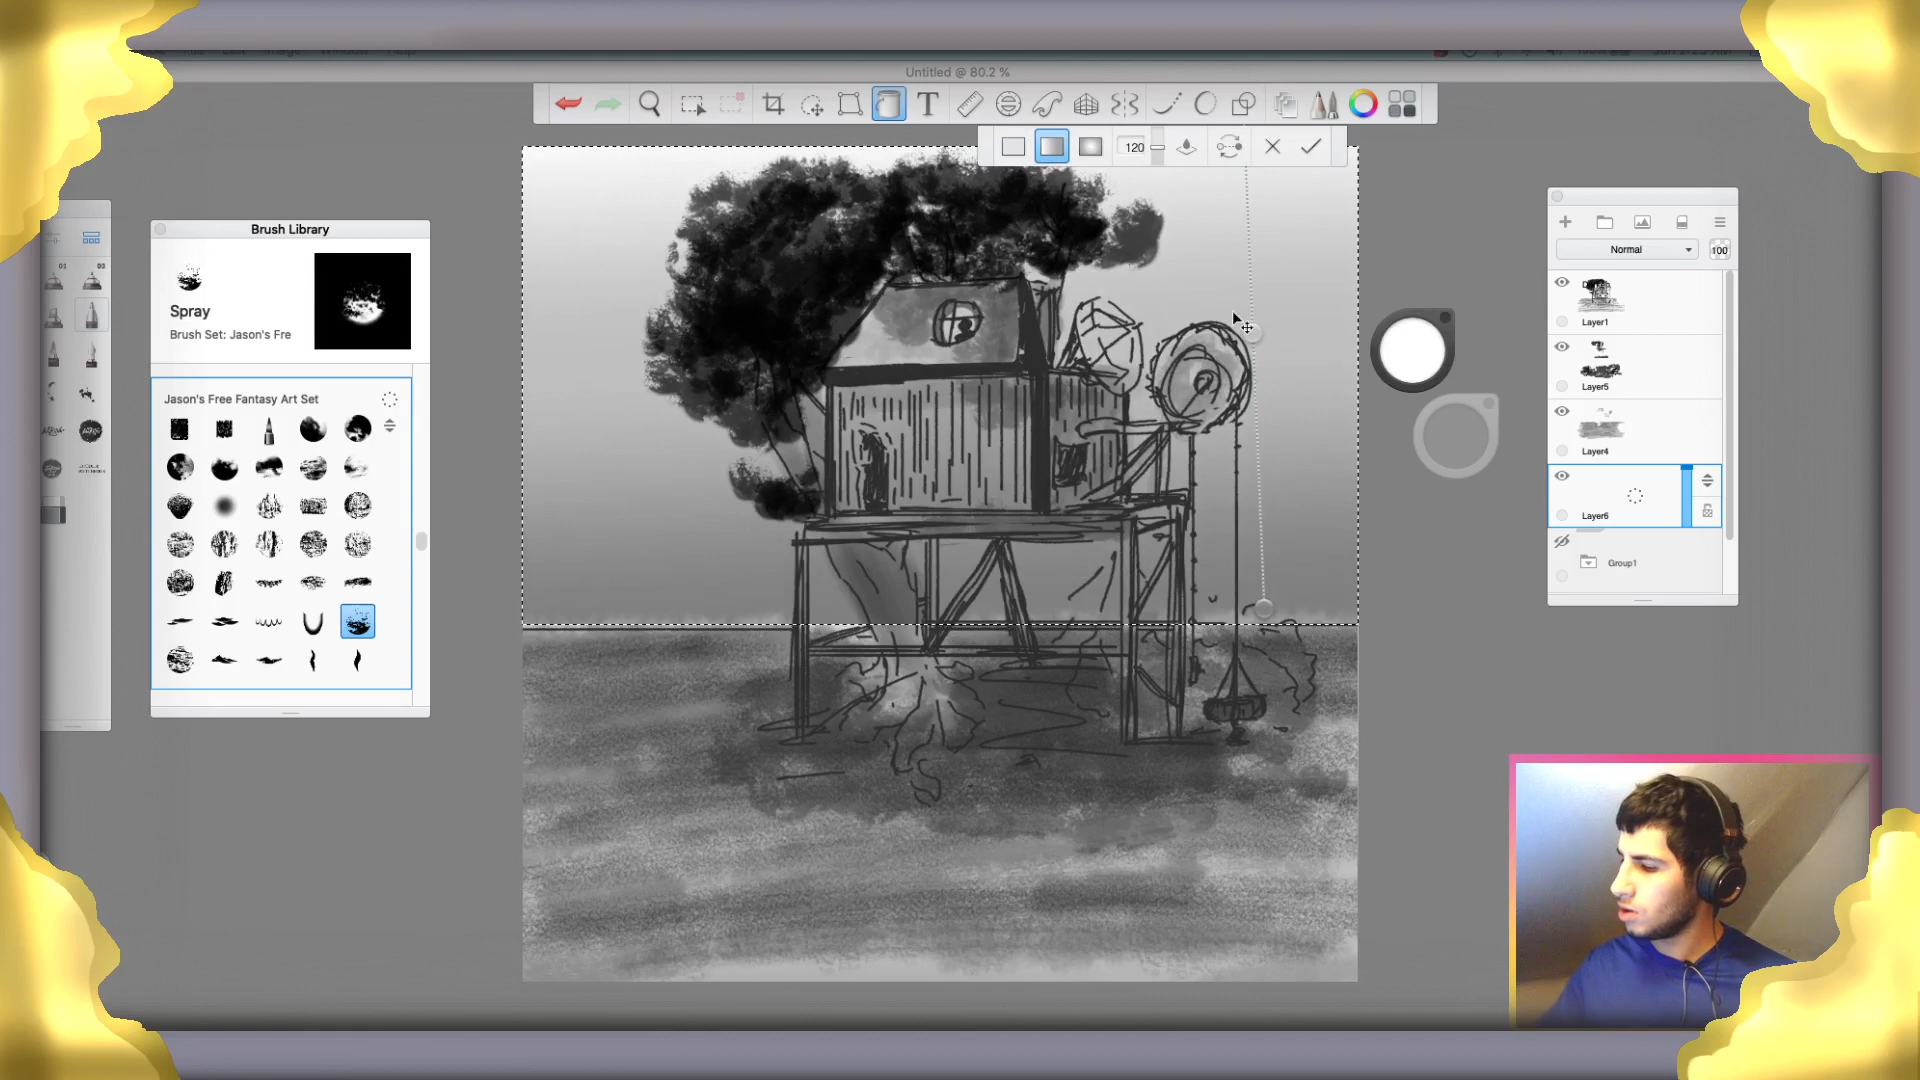 Untitled @ 80.2 %
120
Brush Library
Spray
Brush Set: Jason's Fre
Jason's Free Fantasy Art Set
Normal
100
Layer1
Layer5
Layer4
Layer6
Group1